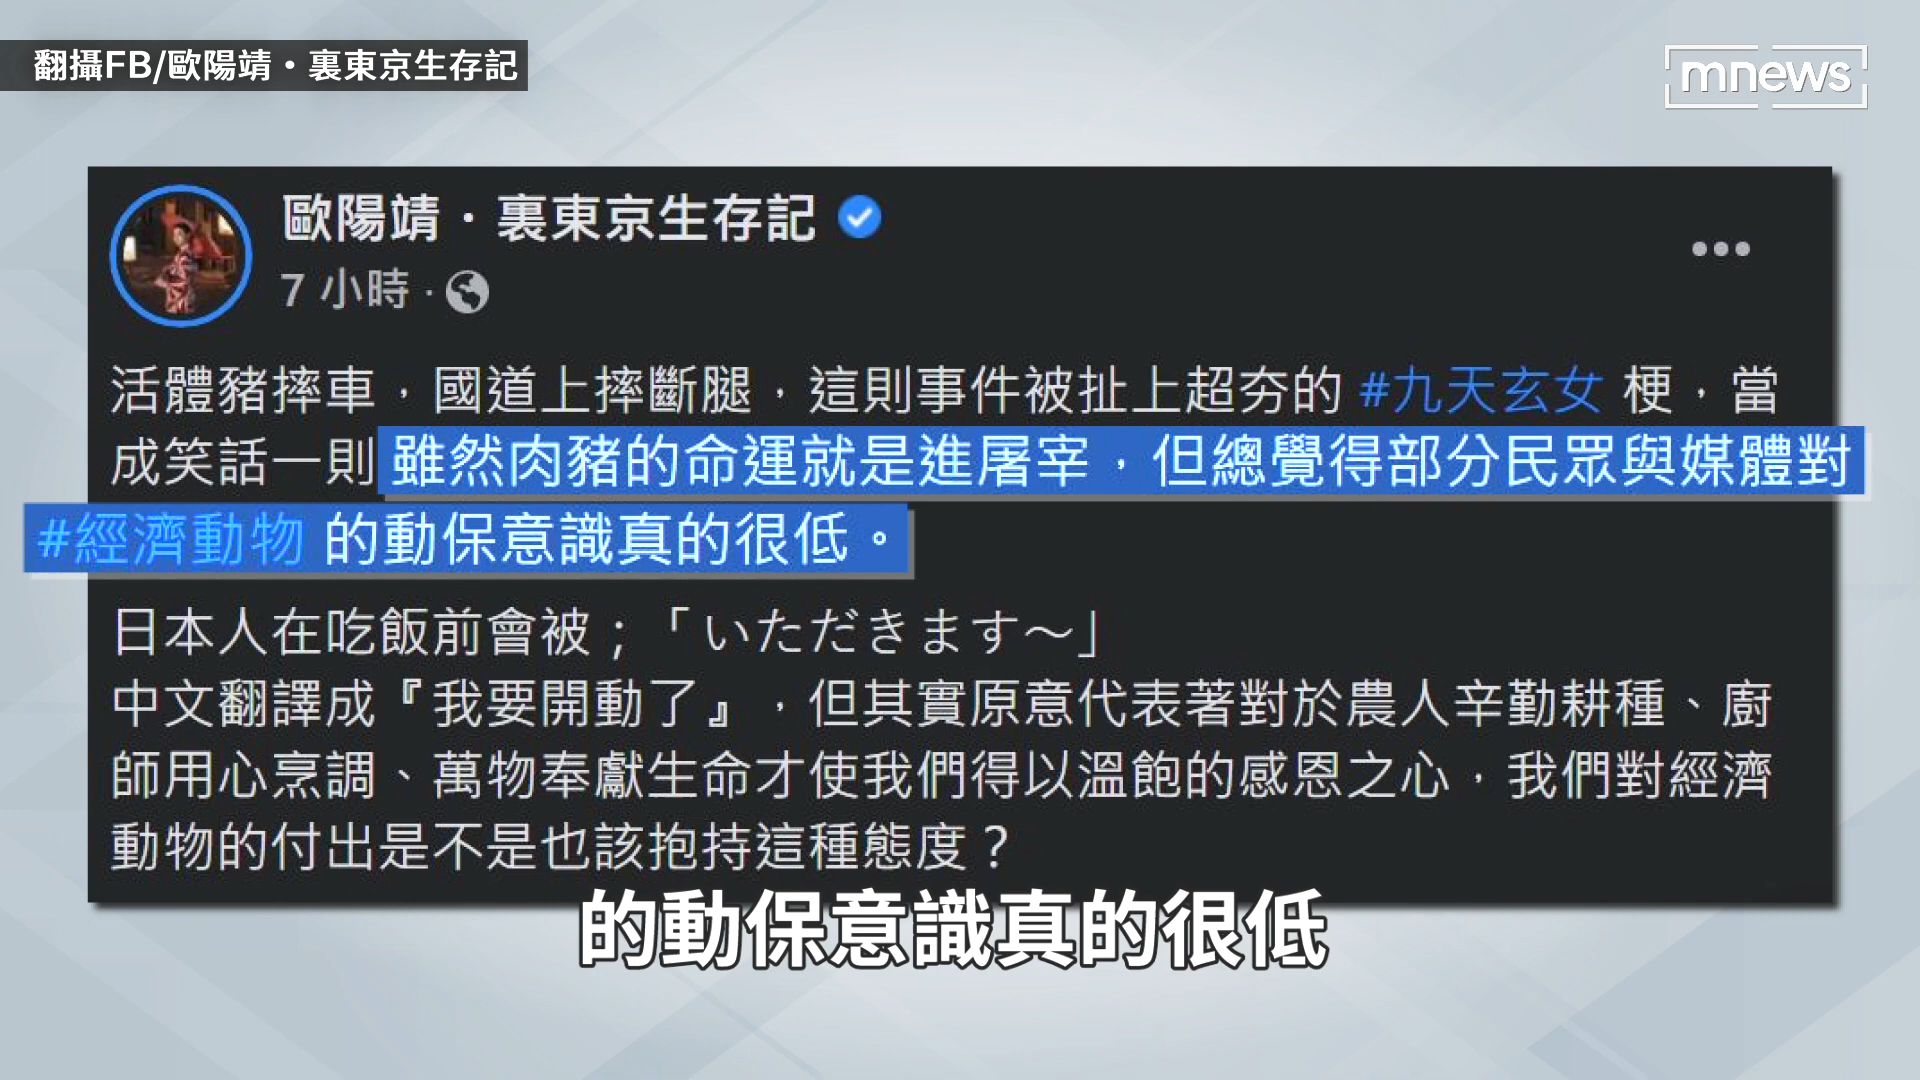 翻攝FB/歐陽靖·裏東京生存記
mnews
歐陽靖·裏東京生存記
7 小時 ·
活體豬摔車，國道上摔斷腿，這則事件被扯上超夯的 #九天玄女 梗，當
成笑話一則雖然肉豬的命運就是進屠宰，但總覺得部分民眾與媒體對
#經濟動物 的動保意識真的很低。
日本人在吃飯前會被；「いただきます～」
中文翻譯成『我要開動了』，但其實原意代表著對於農人辛勤耕種、廚
師用心烹調、萬物奉獻生命才使我們得以溫飽的感恩之心，我們對經濟
動物的付出是不是也該抱持這種態度？
的動保意識真的很低